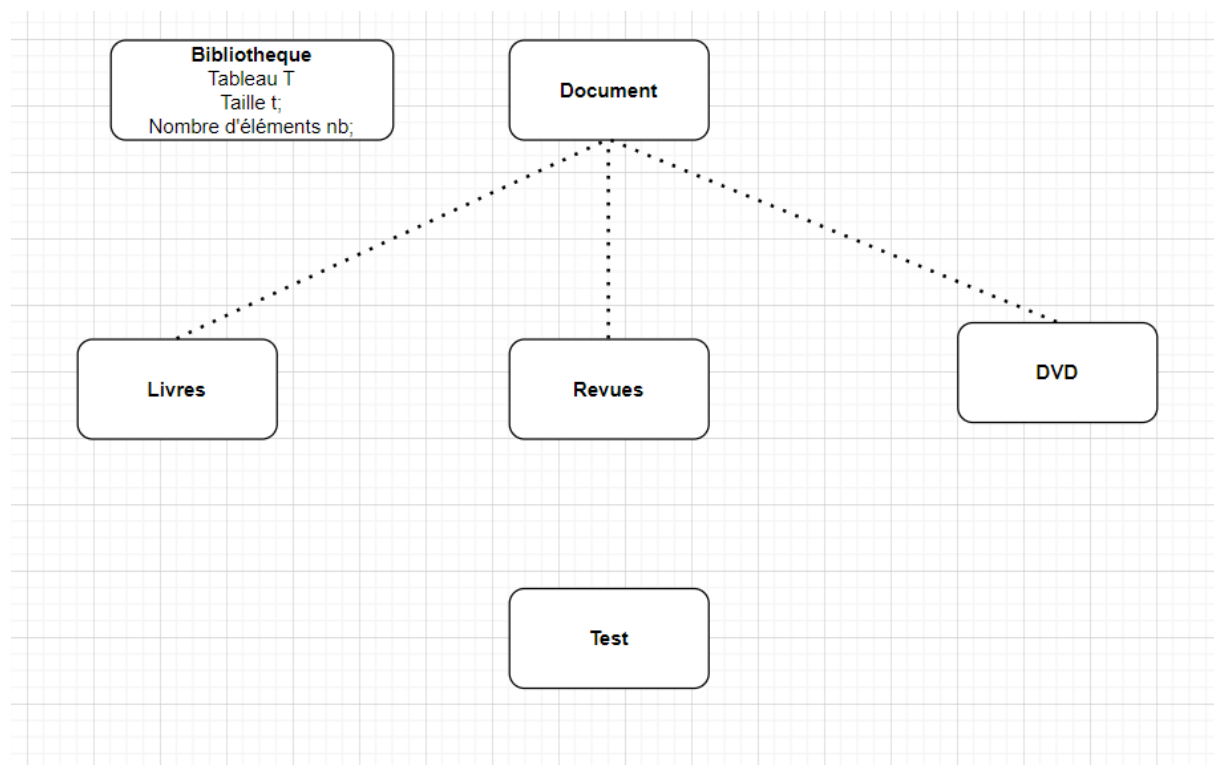 Bibliotheque
Tableau T
Taille t;
Nombre d'éléments nb;
Document
Livres
Revues
DVD
Test